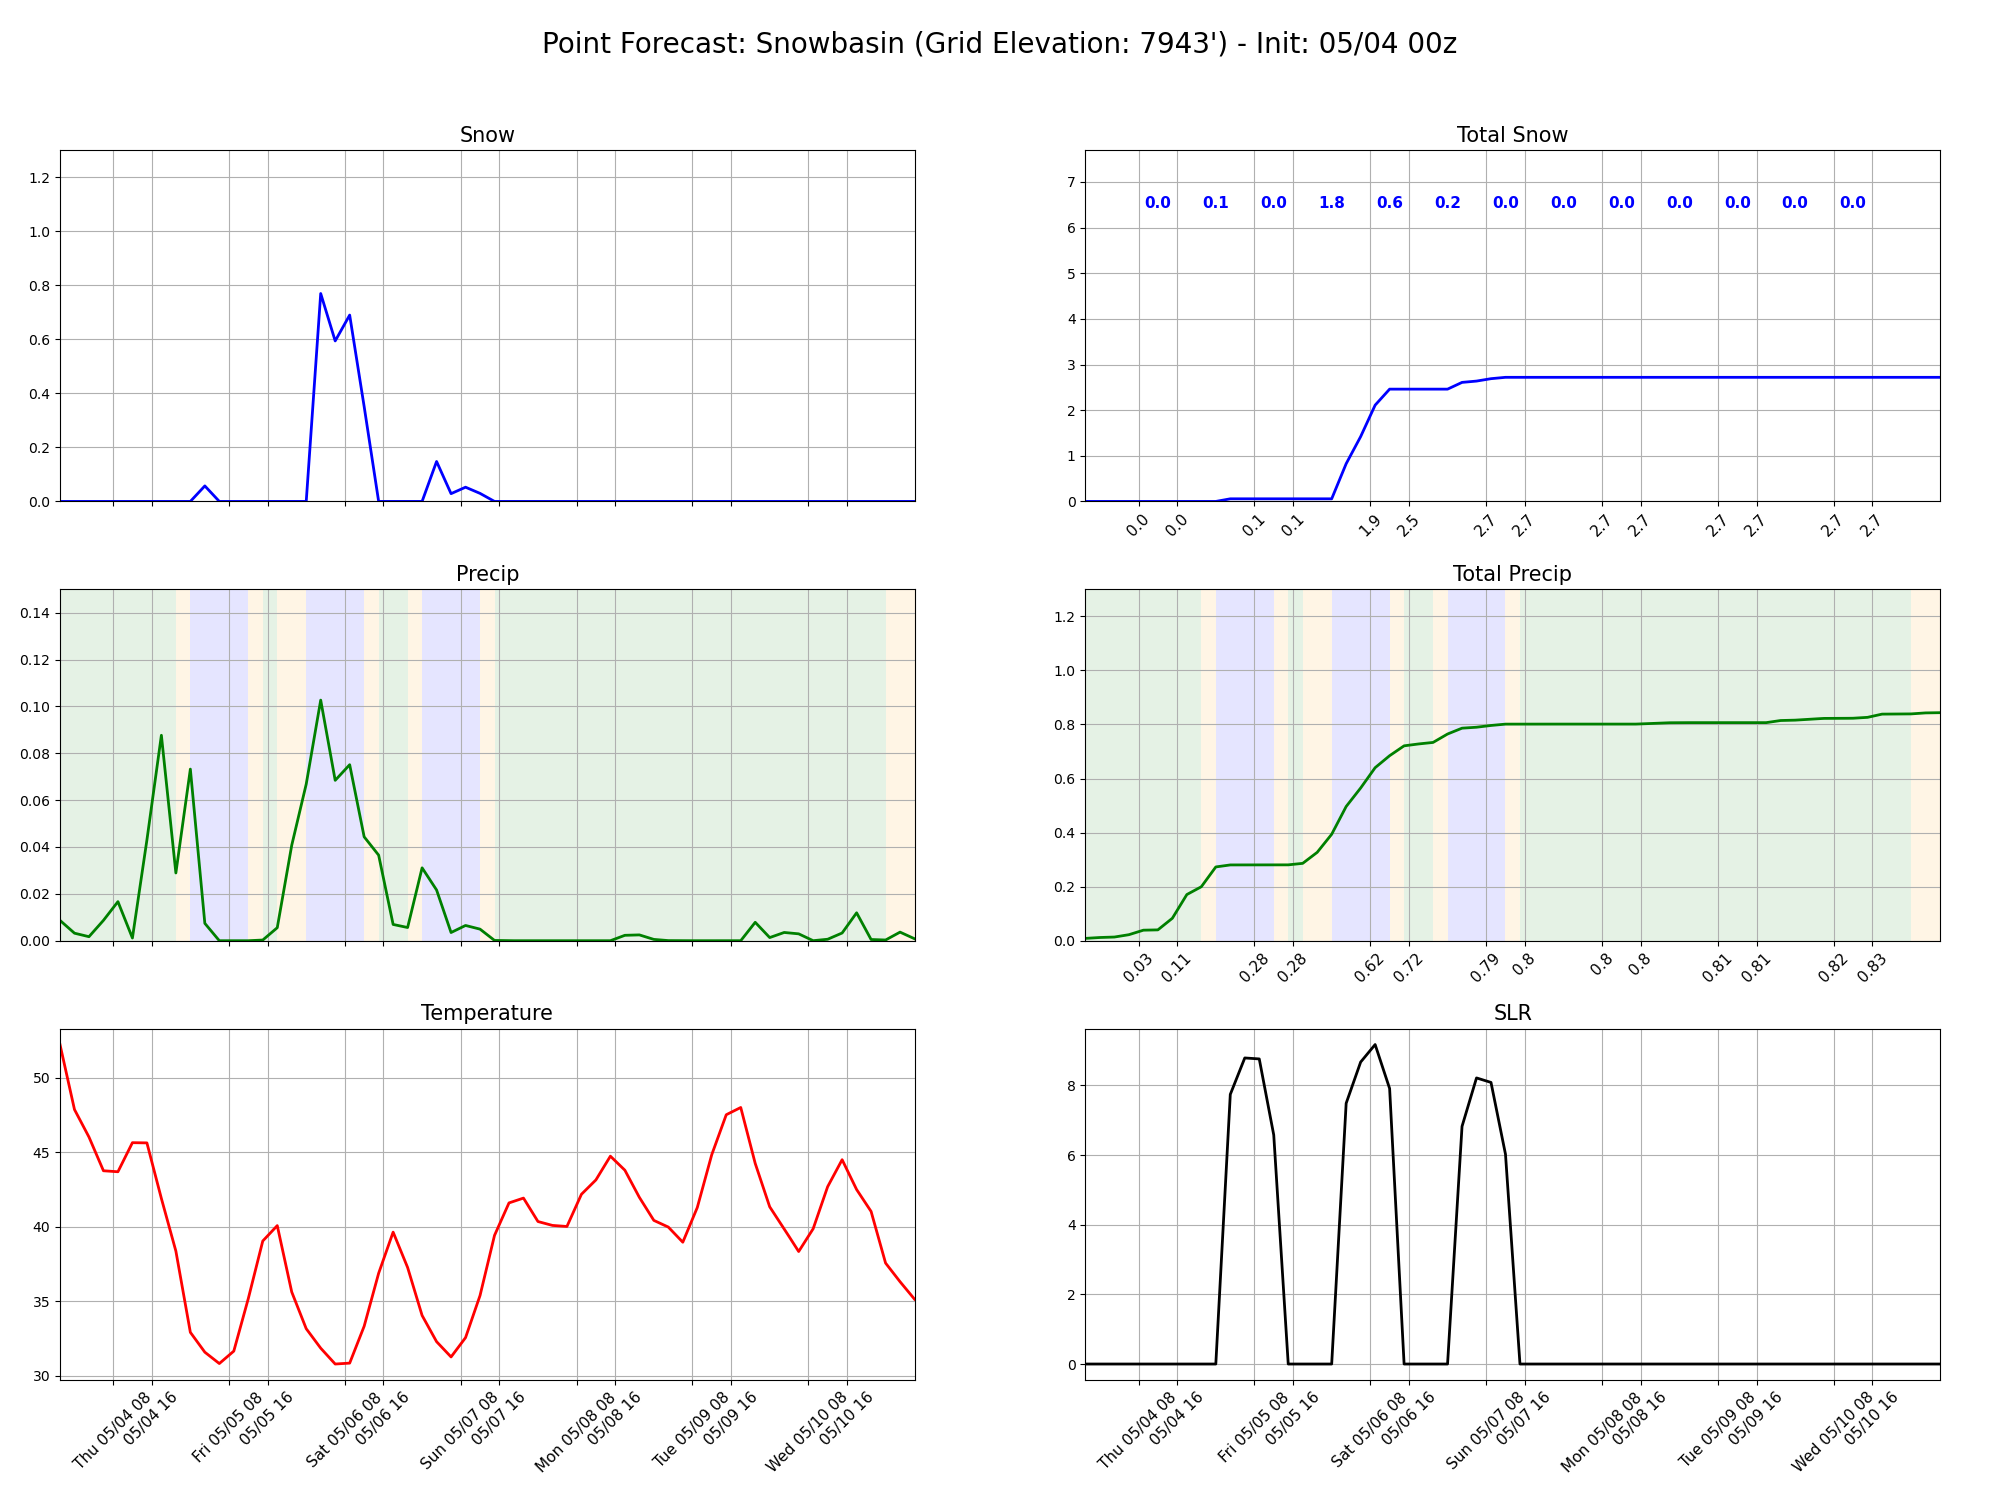 Point Forecast: Snowbasin (Grid Elevation: 7943') - Init: 05/04 00z
Snow
1.2
1.0
0.8
0.6
0.4
0.2
0.0
Total Snow
7
6
5
4
3
2
1
0
0.0 0.1 0.0 1.8 0.6 0.2 0.0 0.0 0.0 0.0 0.0 0.0 0.0
0.0 0.0 0.1 0.1 1.9 2.5 2.7 2.7 2.7 2.7 2.7 2.7 2.7 2.7
Precip
0.14
0.12
0.10
0.08
0.06
0.04
0.02
0.00
Total Precip
1.2
1.0
0.8
0.6
0.4
0.2
0.0
0.03 0.11 0.28 0.28 0.62 0.72 0.79 0.8 0.8 0.8 0.81 0.81 0.82 0.83
Temperature
50
45
40
35
30
Thu 05/04 08
05/04 16
Fri 05/05 08
05/05 16
Sat 05/06 08
05/06 16
Sun 05/07 08
05/07 16
Mon 05/08 08
05/08 16
Tue 05/09 08
05/09 16
Wed 05/10 08
05/10 16
SLR
8
6
4
2
0
Thu 05/04 08
05/04 16
Fri 05/05 08
05/05 16
Sat 05/06 08
05/06 16
Sun 05/07 08
05/07 16
Mon 05/08 08
05/08 16
Tue 05/09 08
05/09 16
Wed 05/10 08
05/10 16